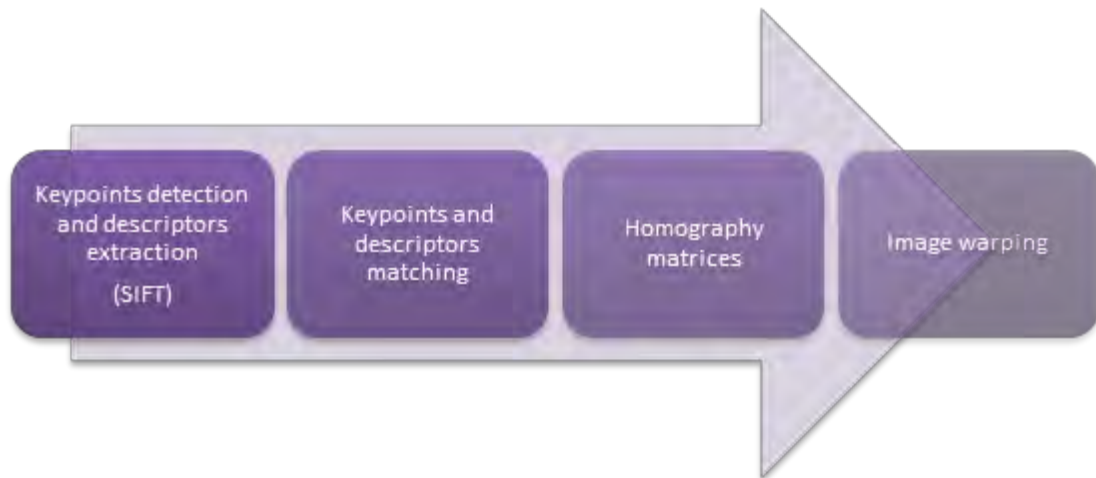 Keypoints detection
and descriptors
extraction
(SIFT)
Keypoints and
descriptors
matching
Homography
matrices
Image warping